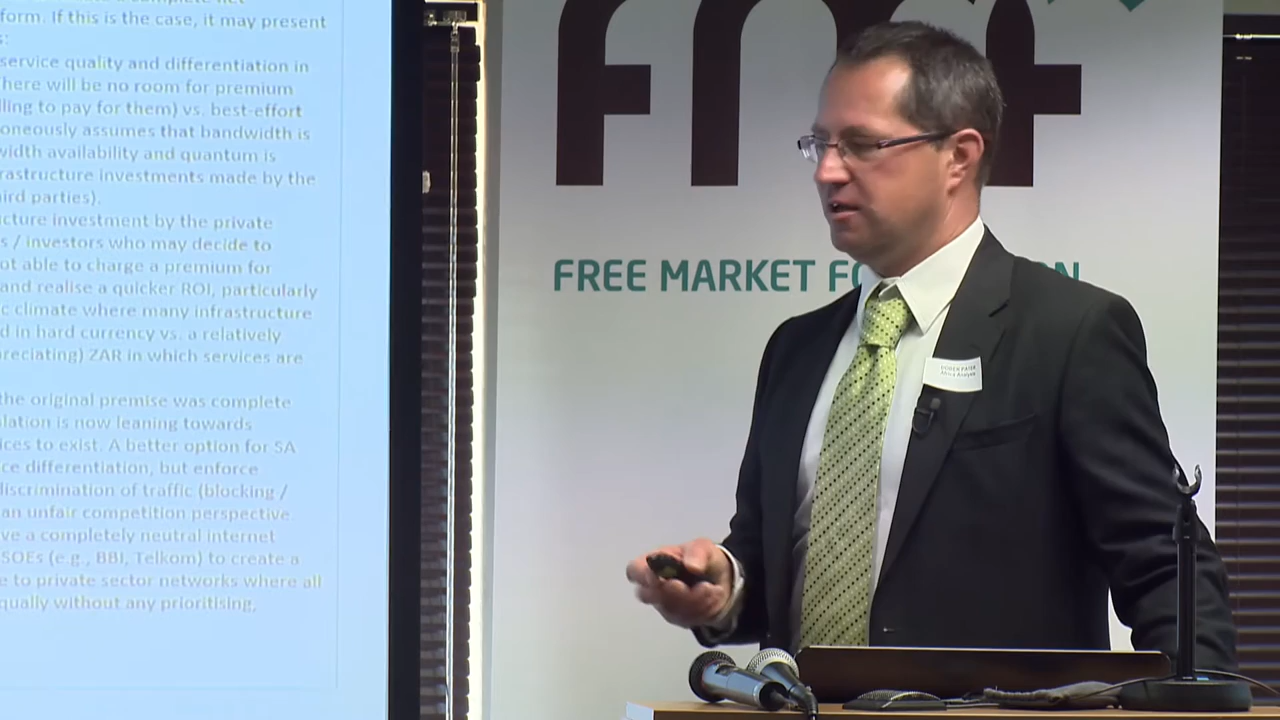 form. If this is the case, it may present
service quality and differentiation in
here will be no room for premium
ling to pay for them) vs. best-effort
oneously assumes that bandwidth is
width availability and quantum is
rastructure investments made by the
ird parties).
cture investment by the private
s / investors who may decide to
ot able to charge a premium for
and realise a quicker ROI, particularly
c climate where many infrastructure
d in hard currency vs. a relatively
reciating) ZAR in which services are
the original premise was complete
lation is now leaning towards
ices to exist. A better option for SA
ce differentiation, but enforce
discrimination of traffic (blocking /
an unfair competition perspective
ve a completely neutral internet
SOEs (e.g., BBI, Telkom) to create a
e to private sector networks where all
qually without any prioritising,
fmf
FREE MARKET FO ON
Africa Analysis